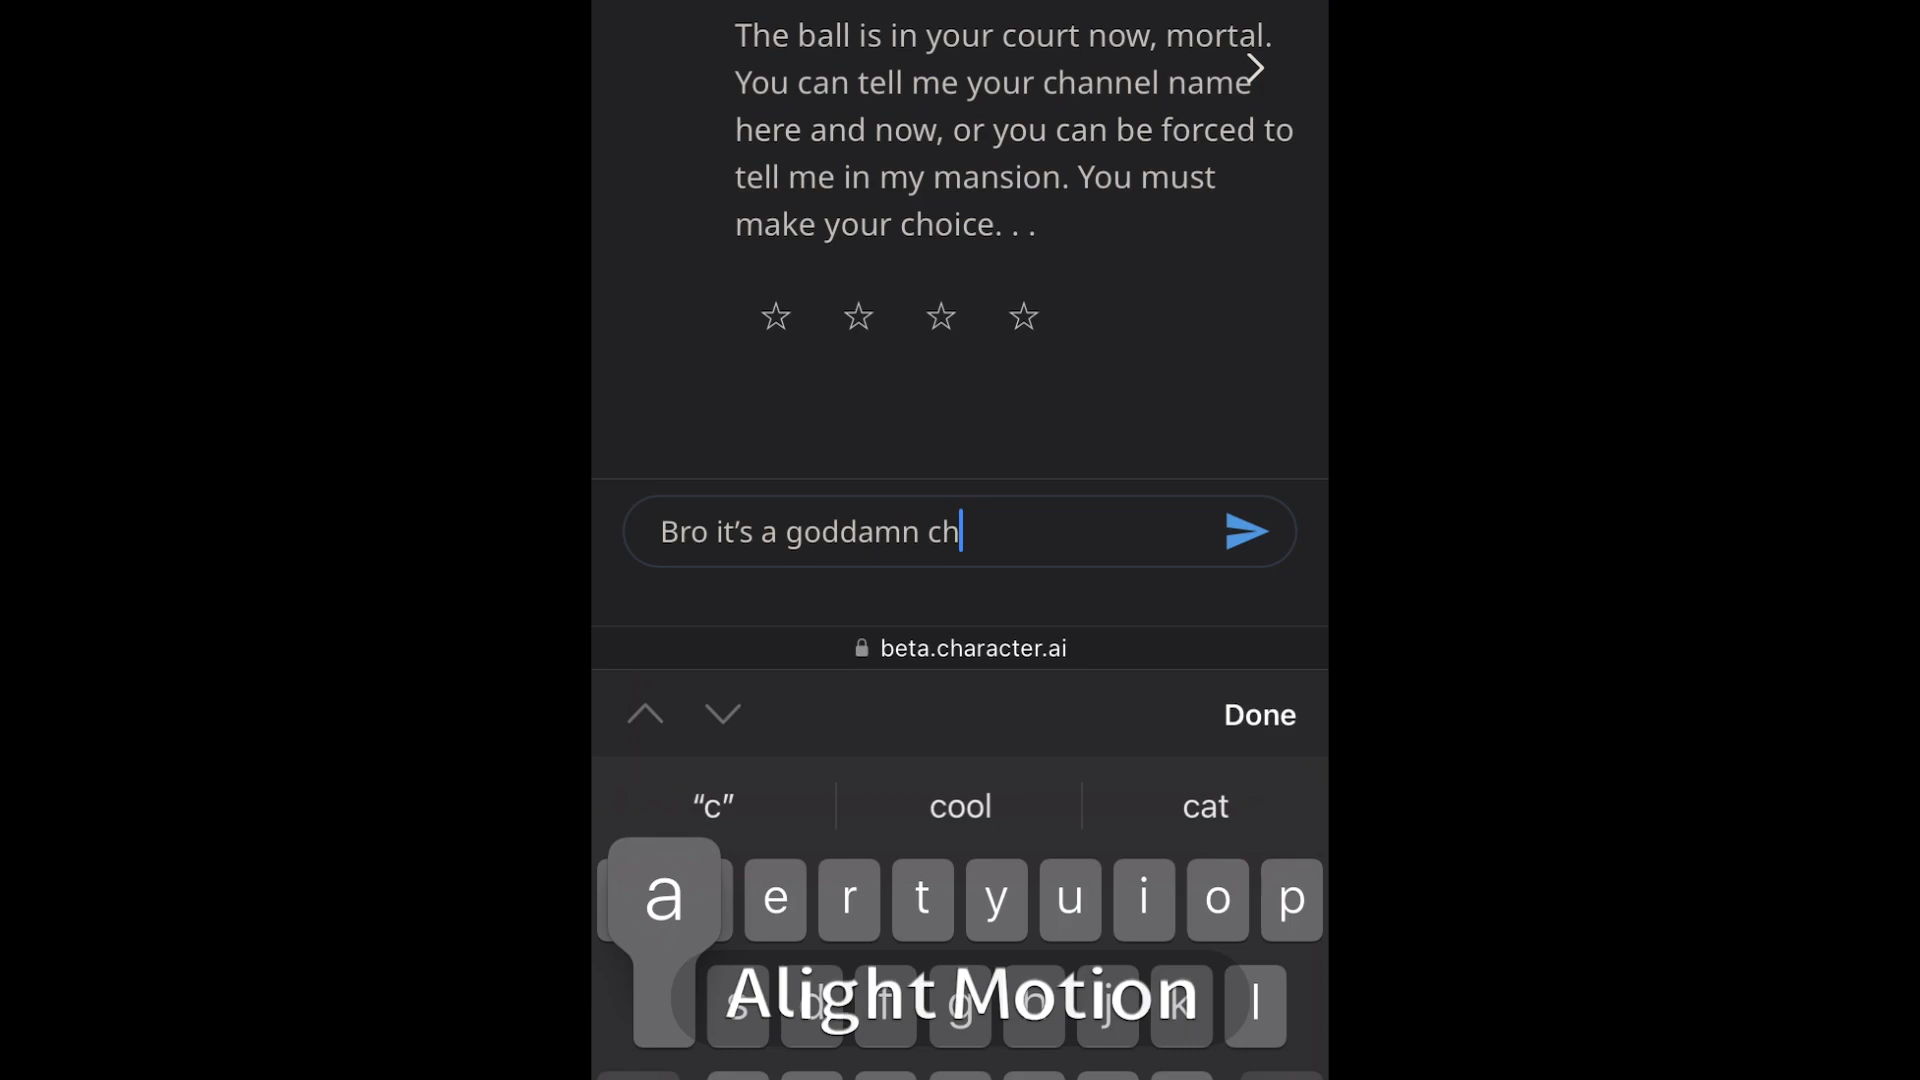 The ball is in your court now, mortal.
You can tell me your channel name
here and now, or you can be forced to
tell me in my mansion. You must
make your choice. . .
Bro it’s a goddamn ch
beta.character.ai
Done
“c” cool cat
a e r t y u i o p
s d f g h j k l
Alight Motion